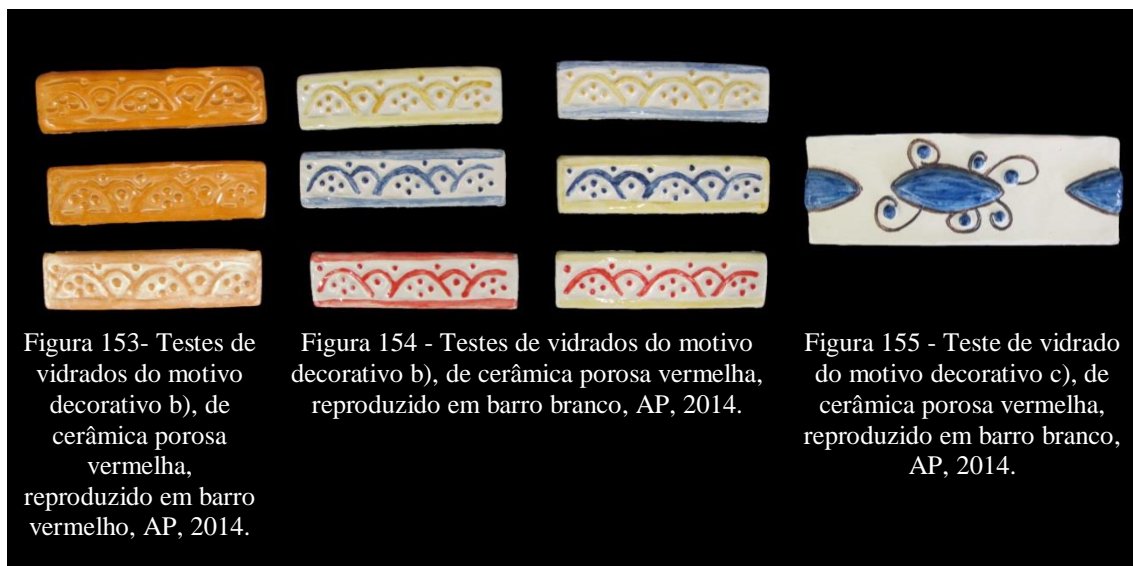 Figura 153- Testes de
vidrados do motivo
decorativo b), de
cerâmica porosa
vermelha,
reproduzido em barro
vermelho, AP, 2014.
Figura 154 - Testes de vidrados do motivo
decorativo b), de cerâmica porosa vermelha,
reproduzido em barro branco, AP, 2014.
Figura 155 - Teste de vidrado
do motivo decorativo c), de
cerâmica porosa vermelha,
reproduzido em barro branco,
AP, 2014.